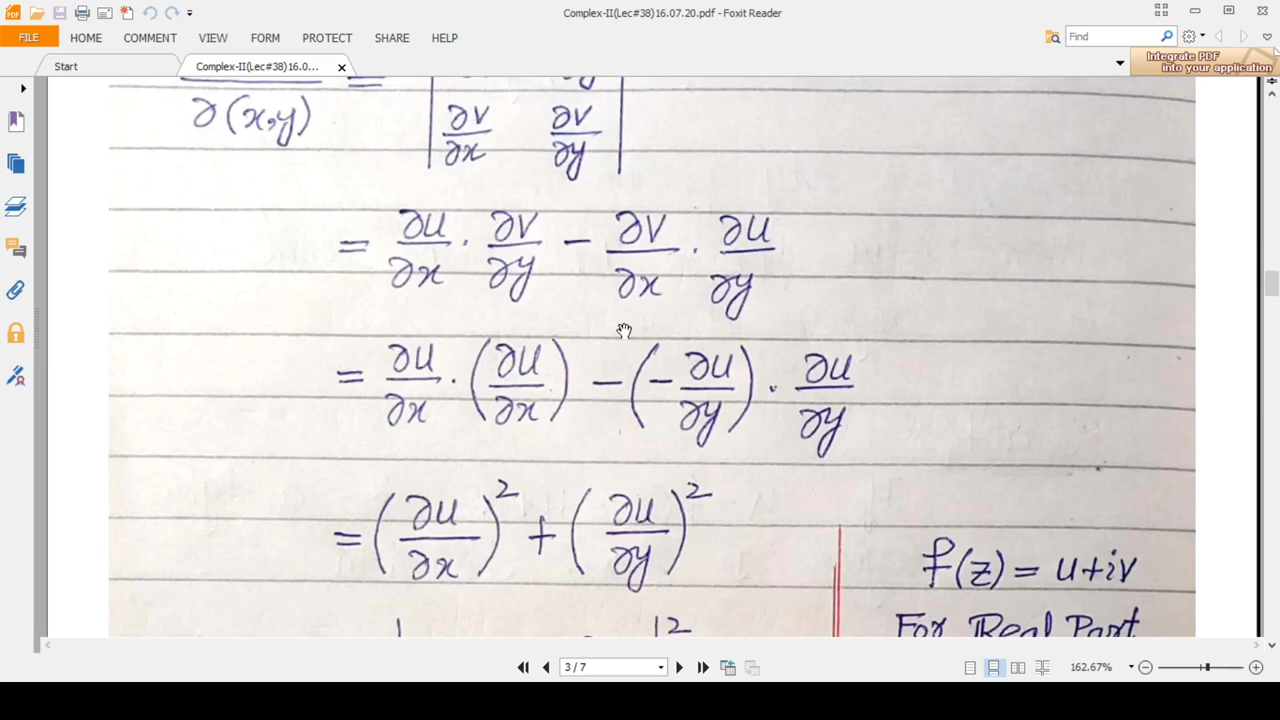 Complex-II(Lec#38)16.07.20.pdf - Foxit Reader
FILE HOME COMMENT VIEW FORM PROTECT SHARE HELP
Find
Start Complex-II(Lec#38)16.0...
Integrate PDF
into your application
∂(x,y) = | ∂v/∂x ∂v/∂y |
= ∂u/∂x · ∂v/∂y − ∂v/∂x · ∂u/∂y
= ∂u/∂x · (∂u/∂x) − (−∂u/∂y) · ∂u/∂y
= (∂u/∂x)² + (∂u/∂y)²
f(z) = u+iv
For Real Part
3 / 7
162.67%